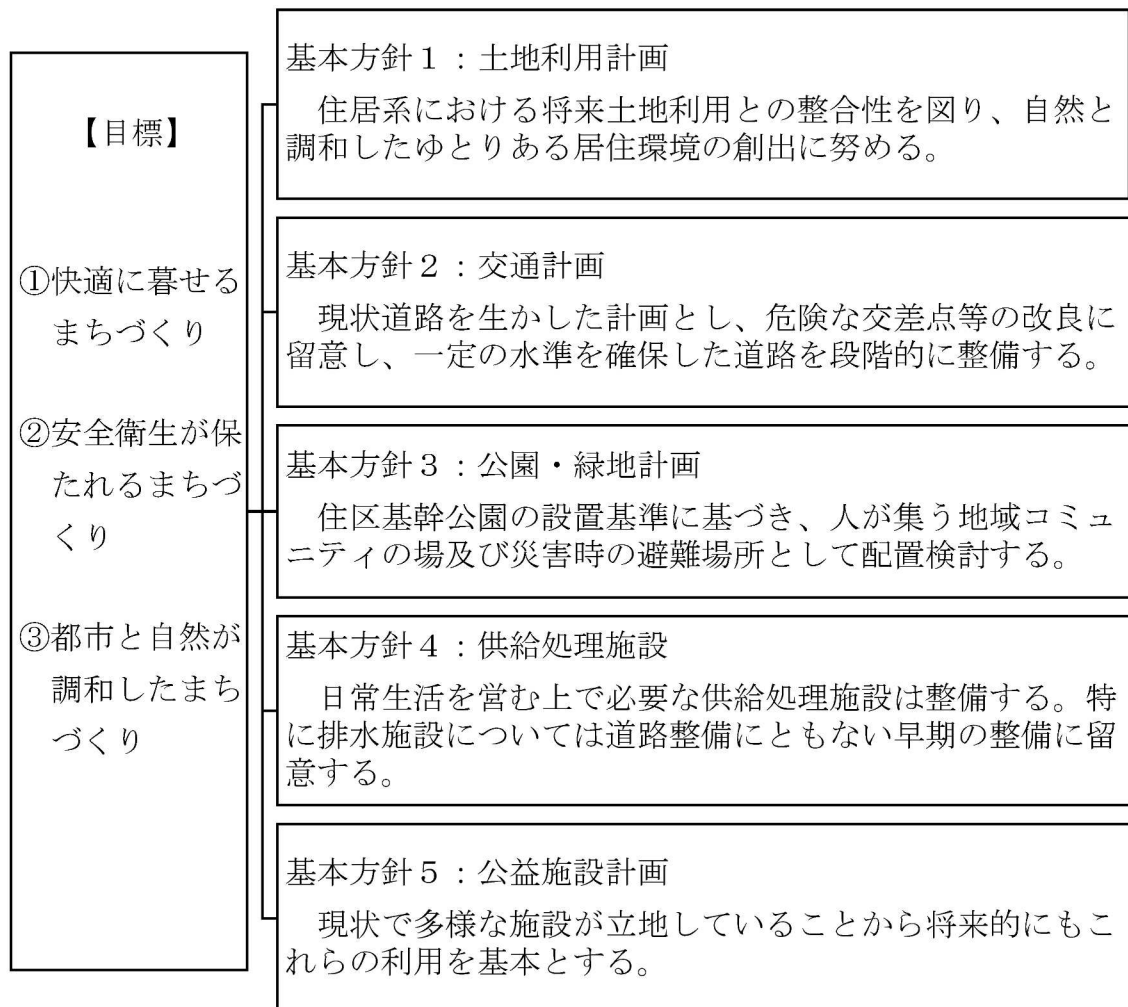 【目標】
①快適に暮せる
まちづくり
②安全衛生が保
たれるまちづ
くり
③都市と自然が
調和したまち
づくり
基本方針１：土地利用計画
住居系における将来土地利用との整合性を図り、自然と
調和したゆとりある居住環境の創出に努める。
基本方針２：交通計画
現状道路を生かした計画とし、危険な交差点等の改良に
留意し、一定の水準を確保した道路を段階的に整備する。
基本方針３：公園・緑地計画
住区基幹公園の設置基準に基づき、人が集う地域コミュ
ニティの場及び災害時の避難場所として配置検討する。
基本方針４：供給処理施設
日常生活を営む上で必要な供給処理施設は整備する。特
に排水施設については道路整備にともない早期の整備に留
意する。
基本方針５：公益施設計画
現状で多様な施設が立地していることから将来的にもこ
れらの利用を基本とする。